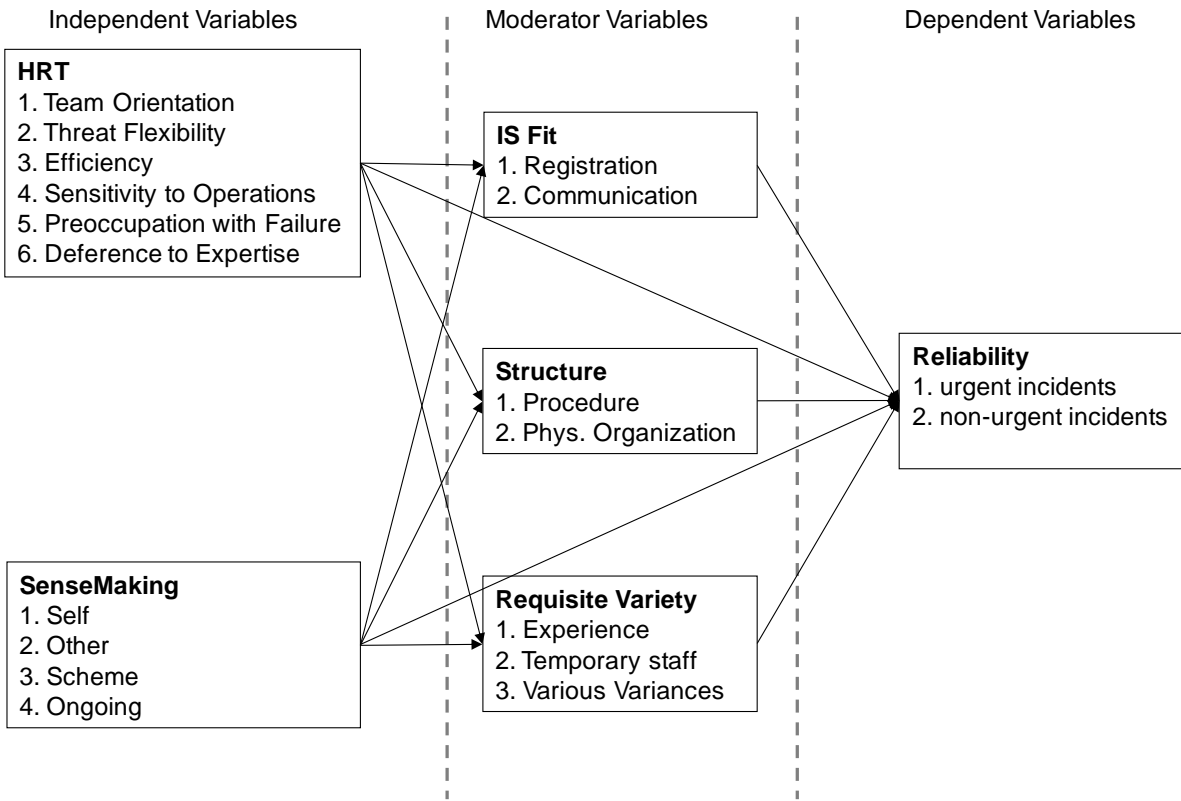 Independent Variables
Moderator Variables
Dependent Variables
HRT
1. Team Orientation
2. Threat Flexibility
3. Efficiency
4. Sensitivity to Operations
5. Preoccupation with Failure
6. Deference to Expertise
IS Fit
1. Registration
2. Communication
Structure
1. Procedure
2. Phys. Organization
Reliability
1. urgent incidents
2. non-urgent incidents
SenseMaking
1. Self
2. Other
3. Scheme
4. Ongoing
Requisite Variety
1. Experience
2. Temporary staff
3. Various Variances